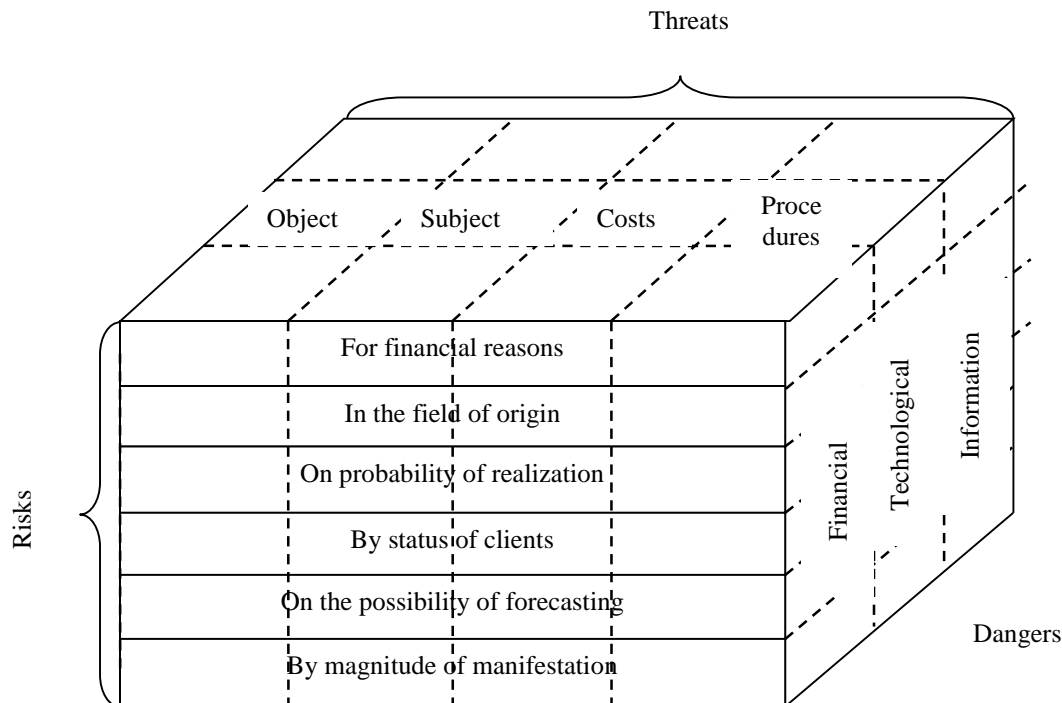 Threats
Object
Subject
Costs
Proce
dures
For financial reasons
In the field of origin
On probability of realization
By status of clients
On the possibility of forecasting
By magnitude of manifestation
Risks
Financial
Technological
Information
Dangers